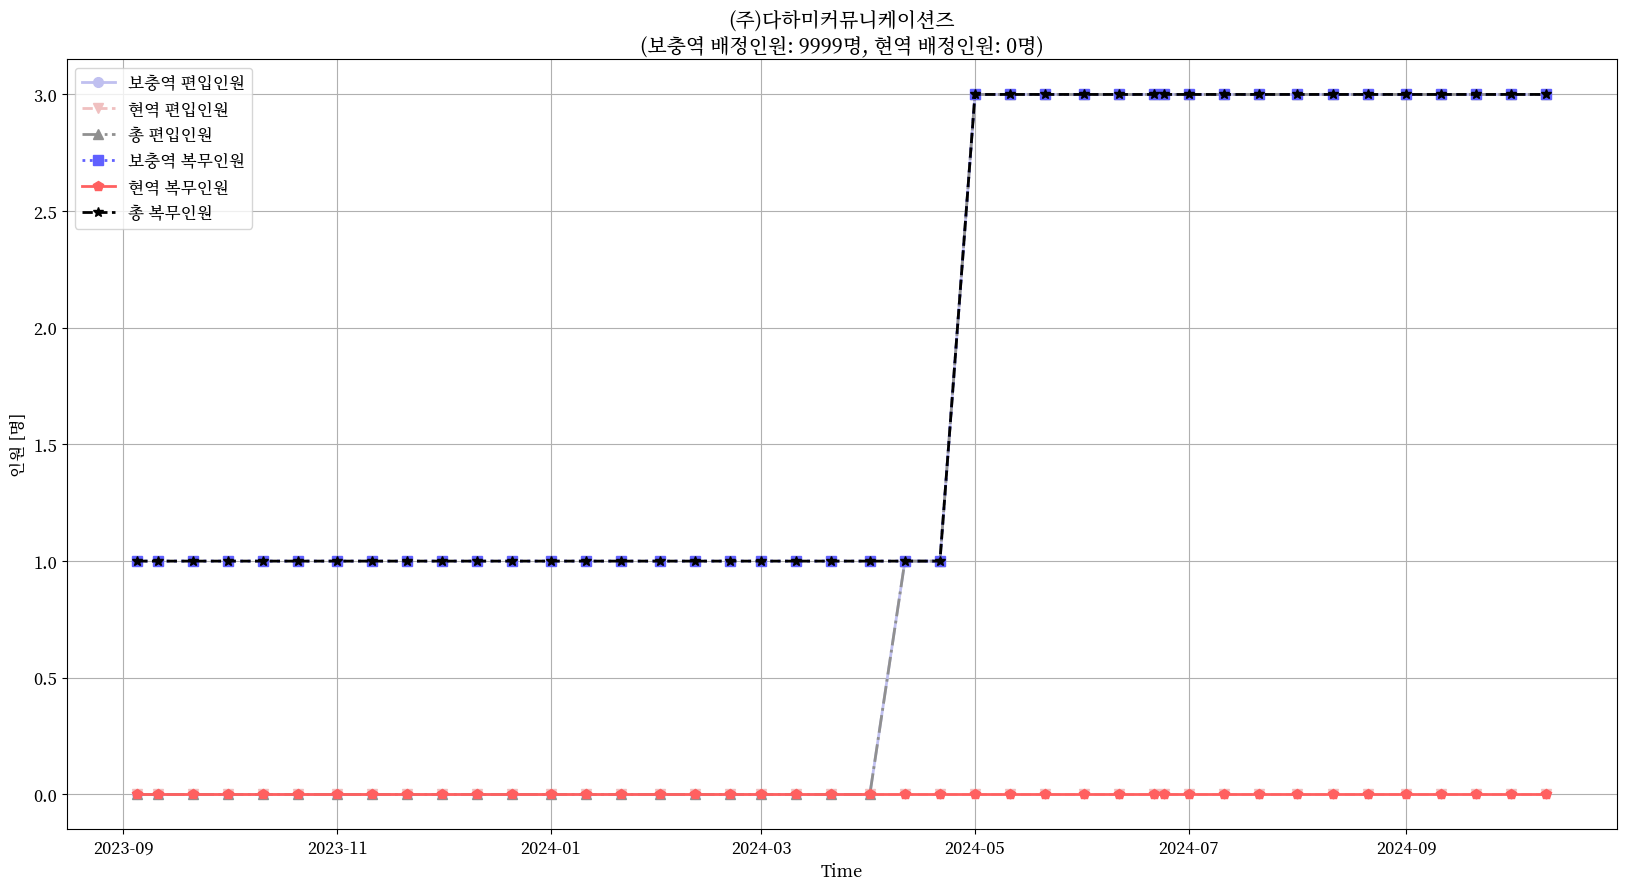 (주)다하미커뮤니케이션즈
(보충역 배정인원: 9999명, 현역 배정인원: 0명)
보충역 편입인원
현역 편입인원
총 편입인원
보충역 복무인원
현역 복무인원
총 복무인원
3.0
2.5
2.0
1.5
1.0
0.5
0.0
인원 [명]
2023-09
2023-11
2024-01
2024-03
2024-05
2024-07
2024-09
Time